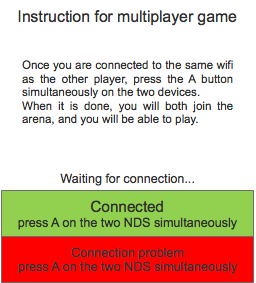 Instruction for multiplayer game
Once you are connected to the same wifi
as the other player, press the A button
simultaneously on the two devices.
When it is done, you will both join the
arena, and you will be able to play.
Waiting for connection...
Connected
press A on the two NDS simultaneously
Connection problem
press A on the two NDS simultaneously